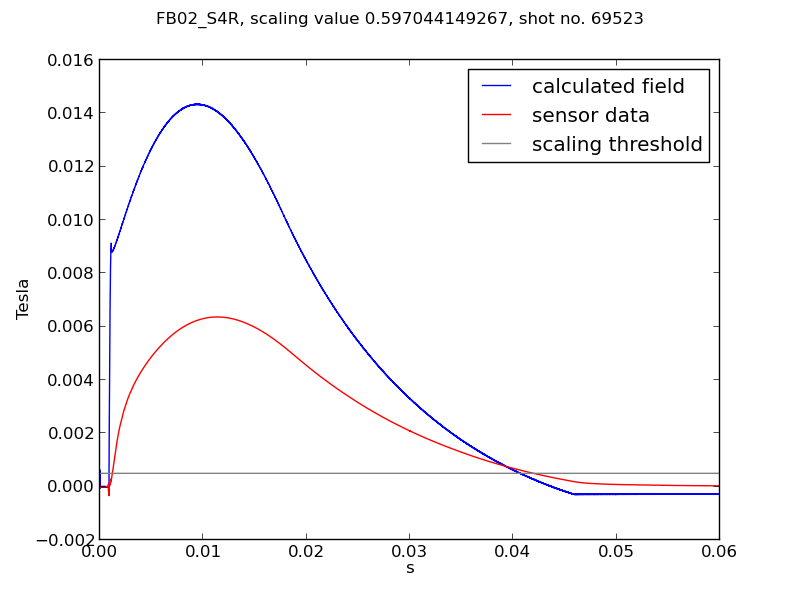 FB02_S4R, scaling value 0.597044149267, shot no. 69523
0.016
0.014
0.012
0.010
0.008
0.006
0.004
0.002
0.000
−0.002
Tesla
calculated field
sensor data
scaling threshold
0.00
0.01
0.02
0.03
0.04
0.05
0.06
s